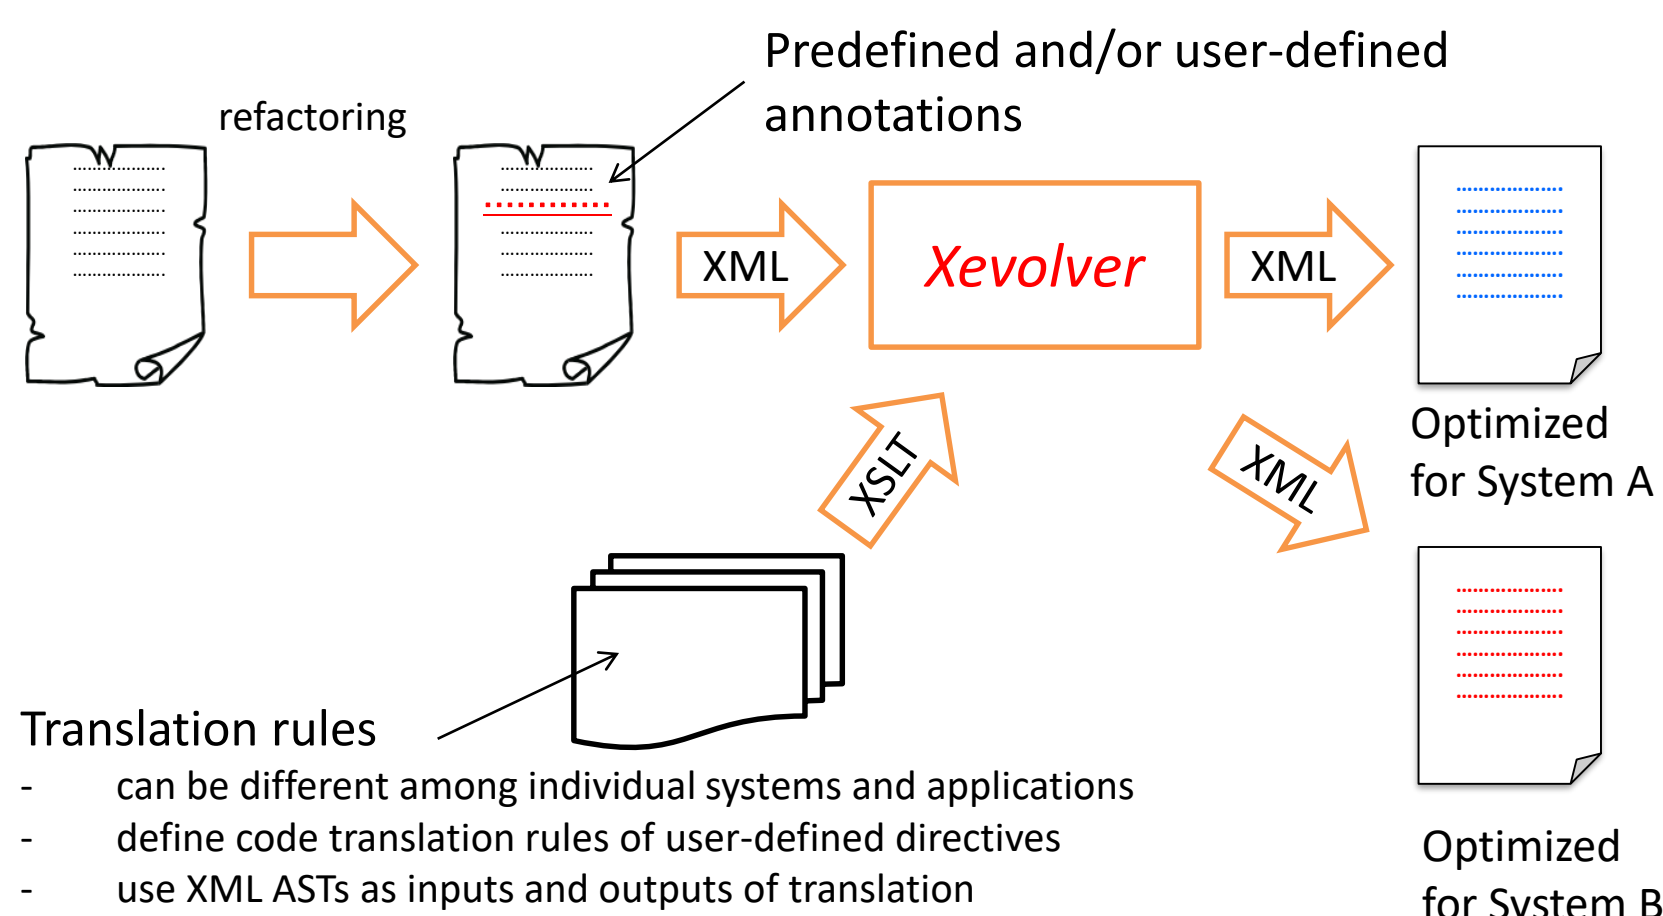 Predefined and/or user-defined
annotations
refactoring
XML
Xevolver
XML
Optimized
for System A
XSLT
XML
Translation rules
- can be different among individual systems and applications
- define code translation rules of user-defined directives
- use XML ASTs as inputs and outputs of translation
Optimized
for System B